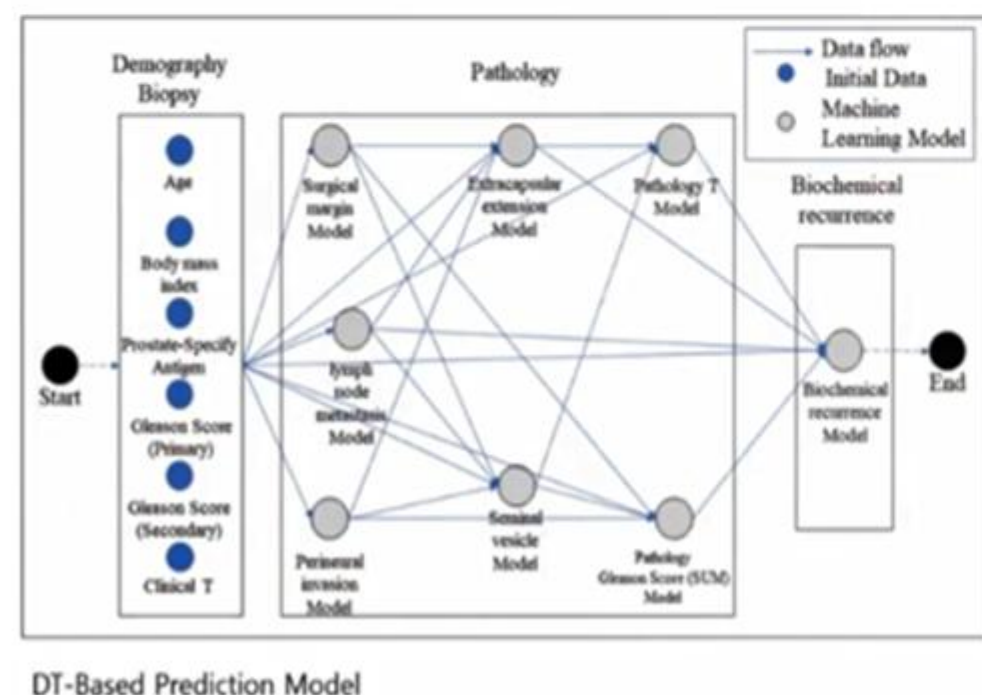 Demography
Biopsy
Age
Body mass
index
Prostate-Specify
Antigen
Gleason Score
(Primary)
Gleason Score
(Secondary)
Clinical T
Start
Pathology
Surgical
margin
Model
Extracapsular
extension
Model
Pathology T
Model
lymph
node
metastasis
Model
Perineural
invasion
Model
Seminal
vesicle
Model
Pathology
Gleason Score (SUM)
Model
Data flow
Initial Data
Machine
Learning Model
Biochemical
recurrence
Biochemical
recurrence
Model
End
DT-Based Prediction Model